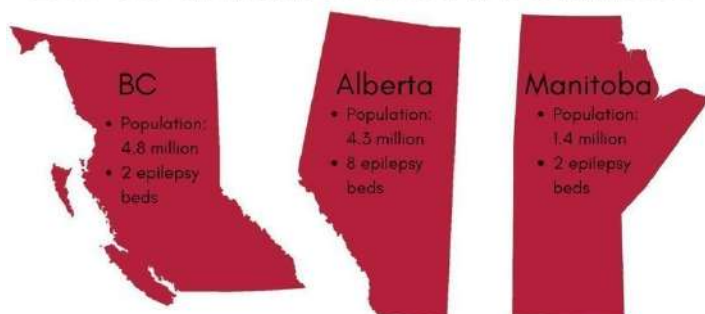 BC
• Population:
4.8 million
• 2 epilepsy
beds
Alberta
• Population:
4.3 million
• 8 epilepsy
beds
Manitoba
• Population:
1.4 million
• 2 epilepsy
beds